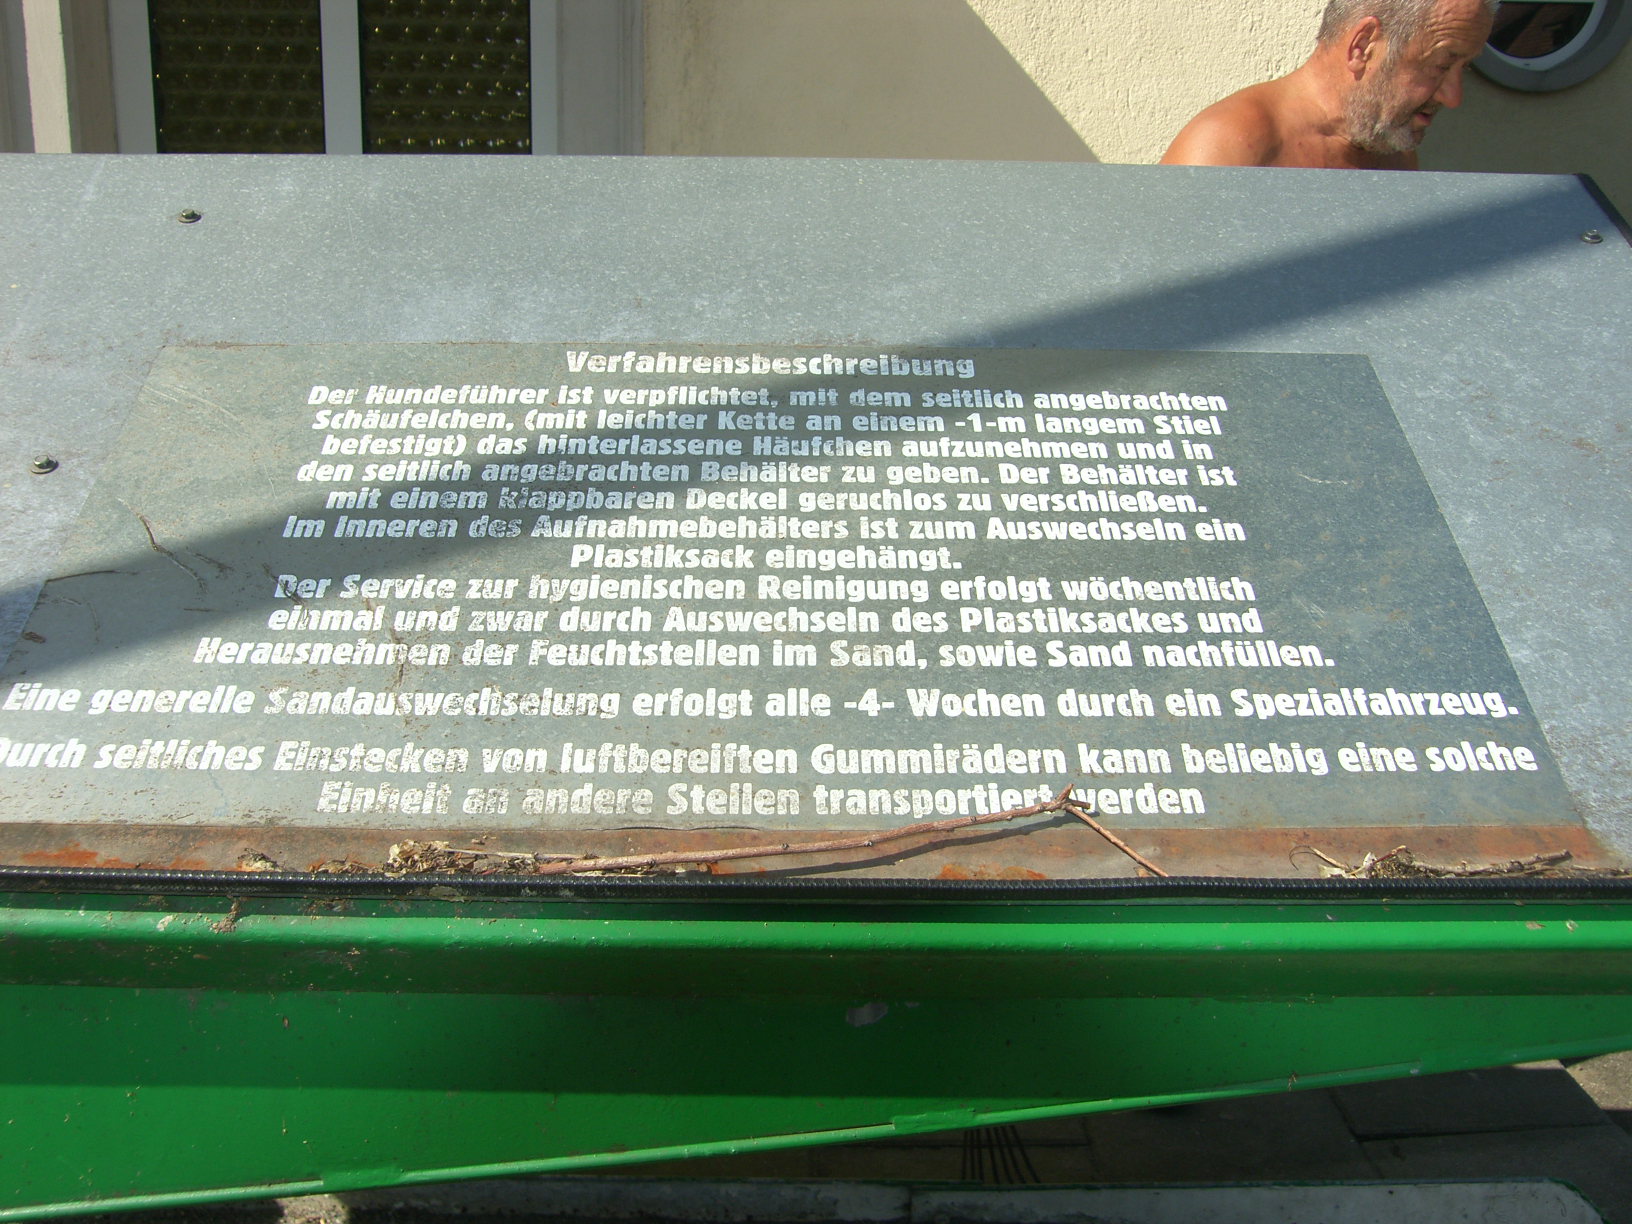 Verfahrensbeschreibung
Der Hundeführer ist verpflichtet, mit dem seitlich angebrachten
Schäufelchen, (mit leichter Kette an einem -1-m langem Stiel
befestigt) das hinterlassene Häufchen aufzunehmen und in
den seitlich angebrachten Behälter zu geben. Der Behälter ist
mit einem klappbaren Deckel geruchlos zu verschließen.
Im Inneren des Aufnahmebehälters ist zum Auswechseln ein
Plastiksack eingehängt.
Der Service zur hygienischen Reinigung erfolgt wöchentlich
einmal und zwar durch Auswechseln des Plastiksackes und
Herausnehmen der Feuchtstellen im Sand, sowie Sand nachfüllen.
Eine generelle Sandauswechselung erfolgt alle -4- Wochen durch ein Spezialfahrzeug.
Durch seitliches Einstecken von luftbereiften Gummirädern kann beliebig eine solche
Einheit an andere Stellen transportiert werden